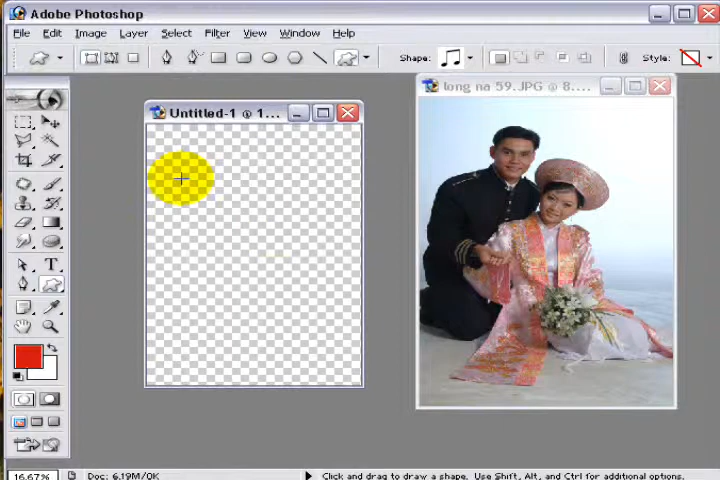 Adobe Photoshop
File Edit Image Layer Select Filter View Window Help
Shape: Style:
Untitled-1 @ 1...
long na 59.JPG @ 8....
T
16.67% Doc: 6.19M/0K Click and drag to draw a shape. Use Shift, Alt, and Ctrl for additional options.